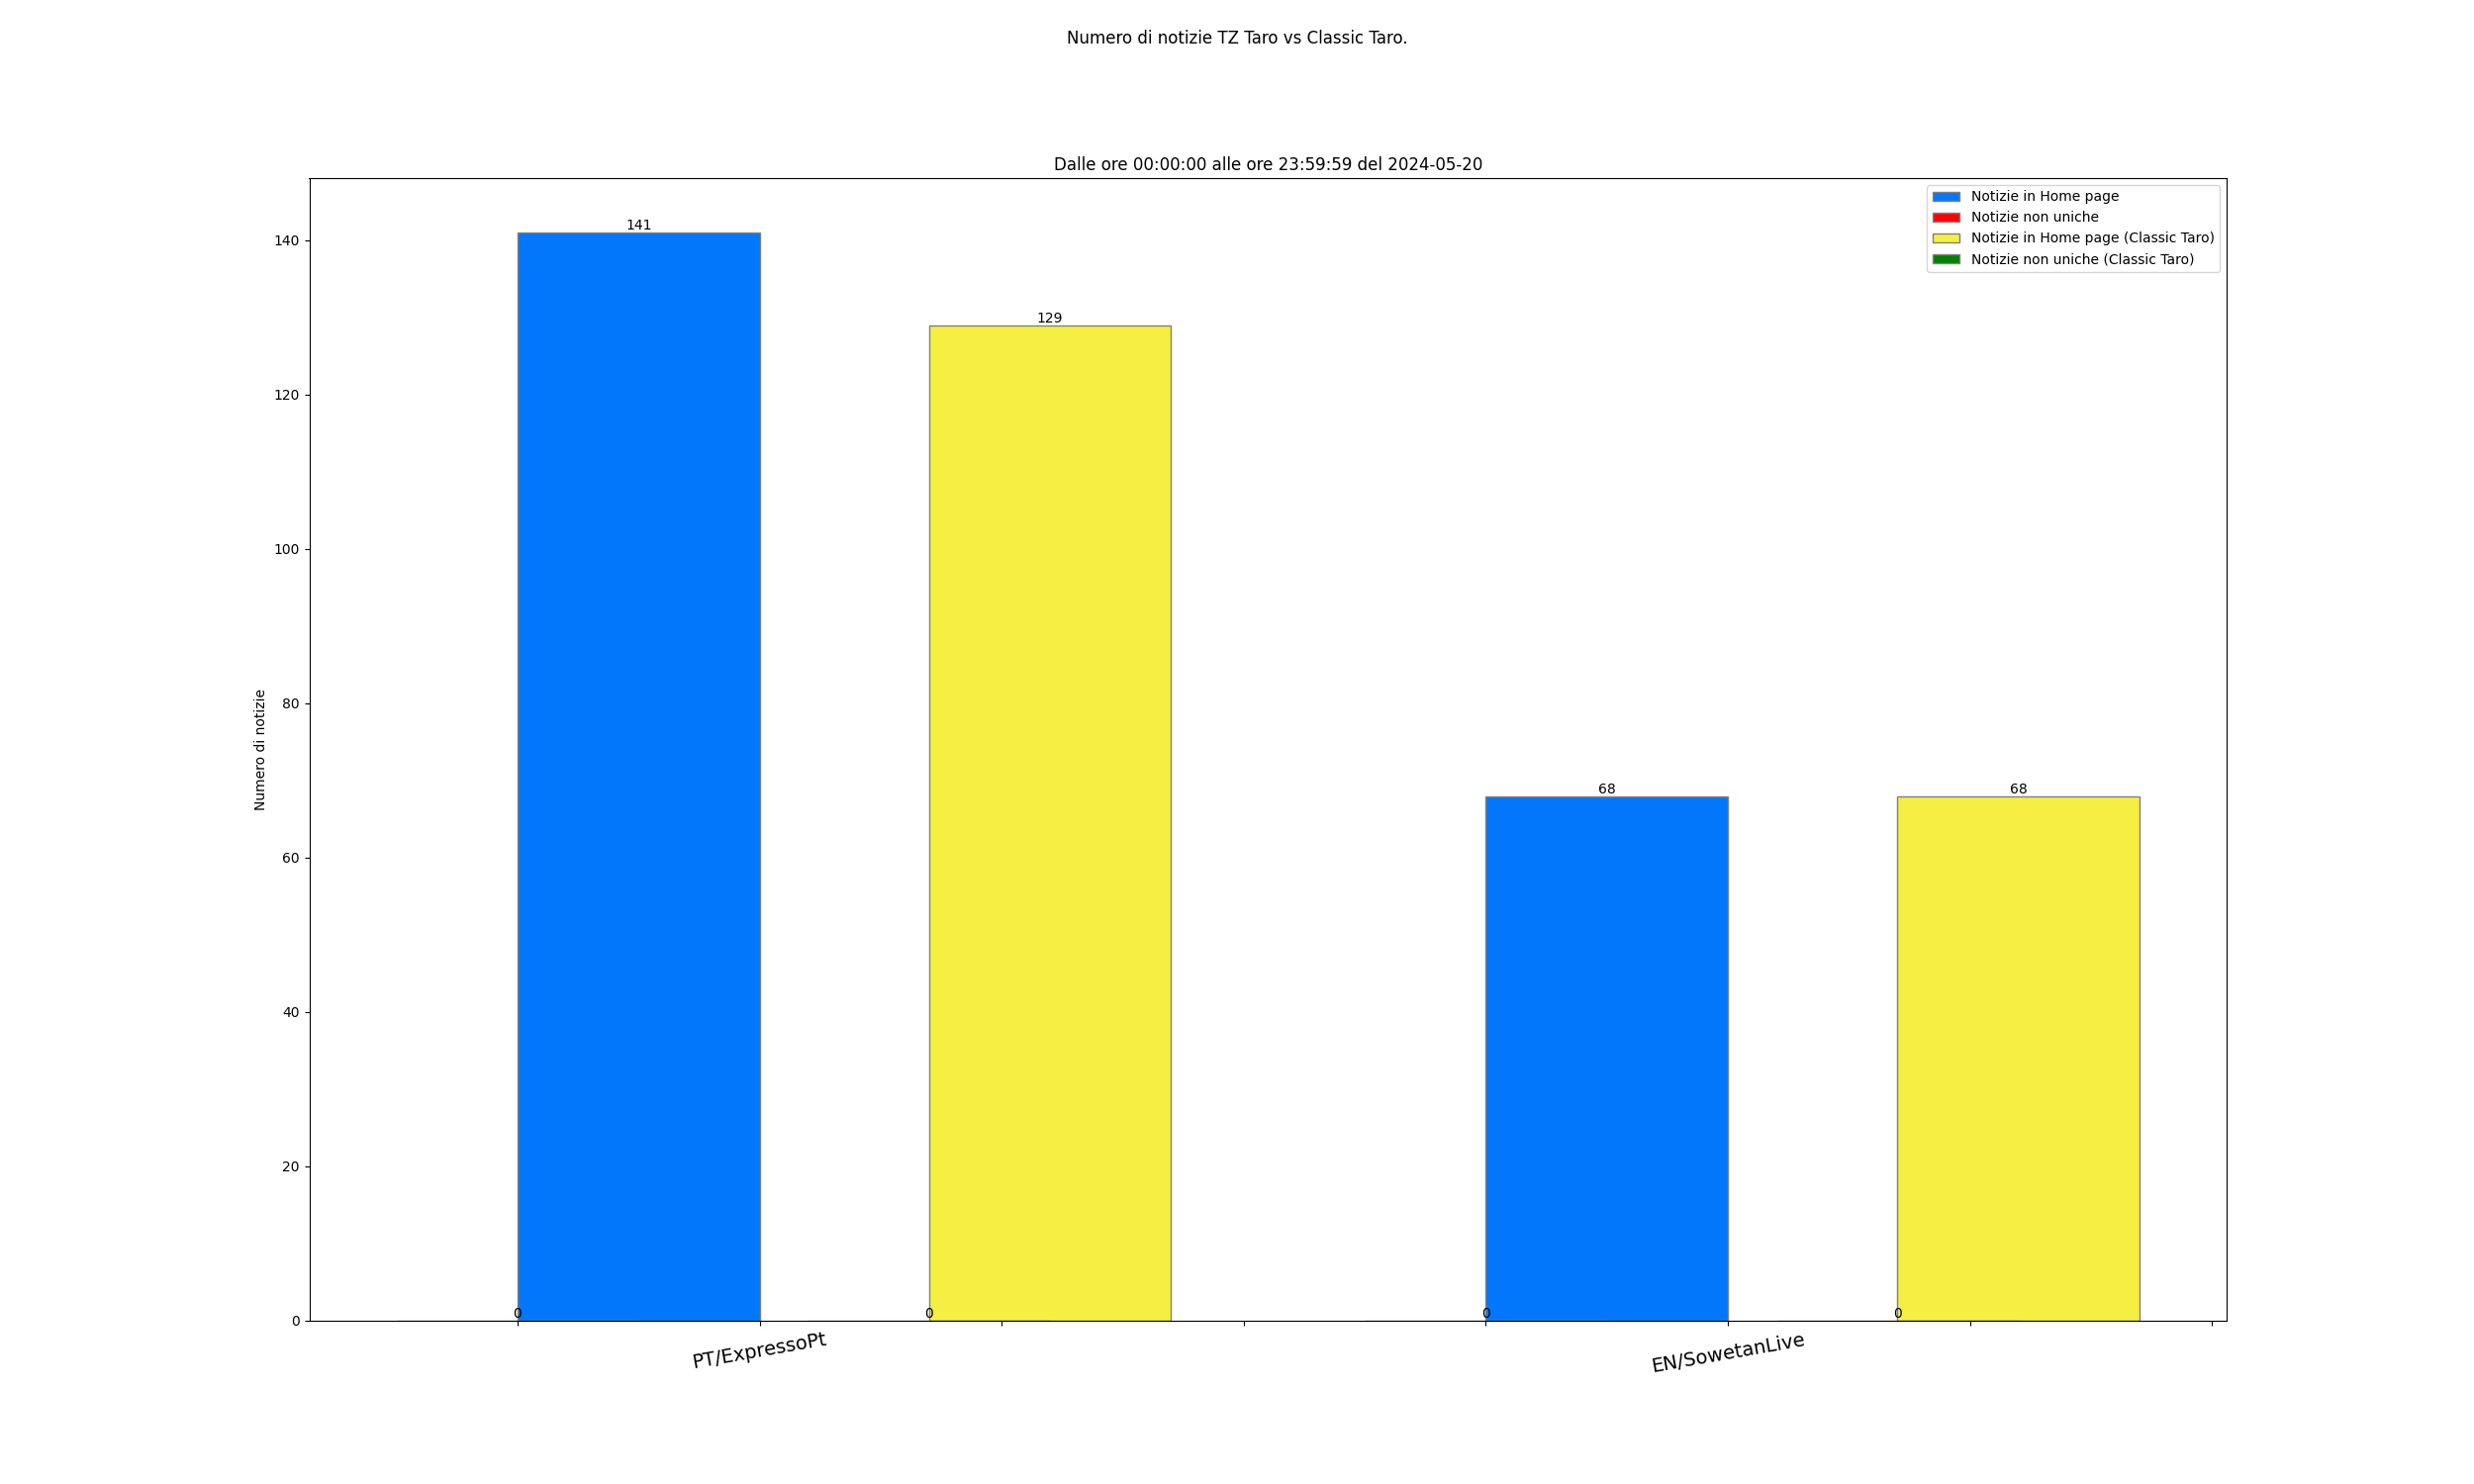 Numero di notizie TZ Taro vs Classic Taro.
Dalle ore 00:00:00 alle ore 23:59:59 del 2024-05-20
Notizie in Home page
Notizie non uniche
Notizie in Home page (Classic Taro)
Notizie non uniche (Classic Taro)
141
129
68
68
0
0
0
0
140
120
100
80
60
40
20
0
Numero di notizie
PT/ExpressoPt
EN/SowetanLive